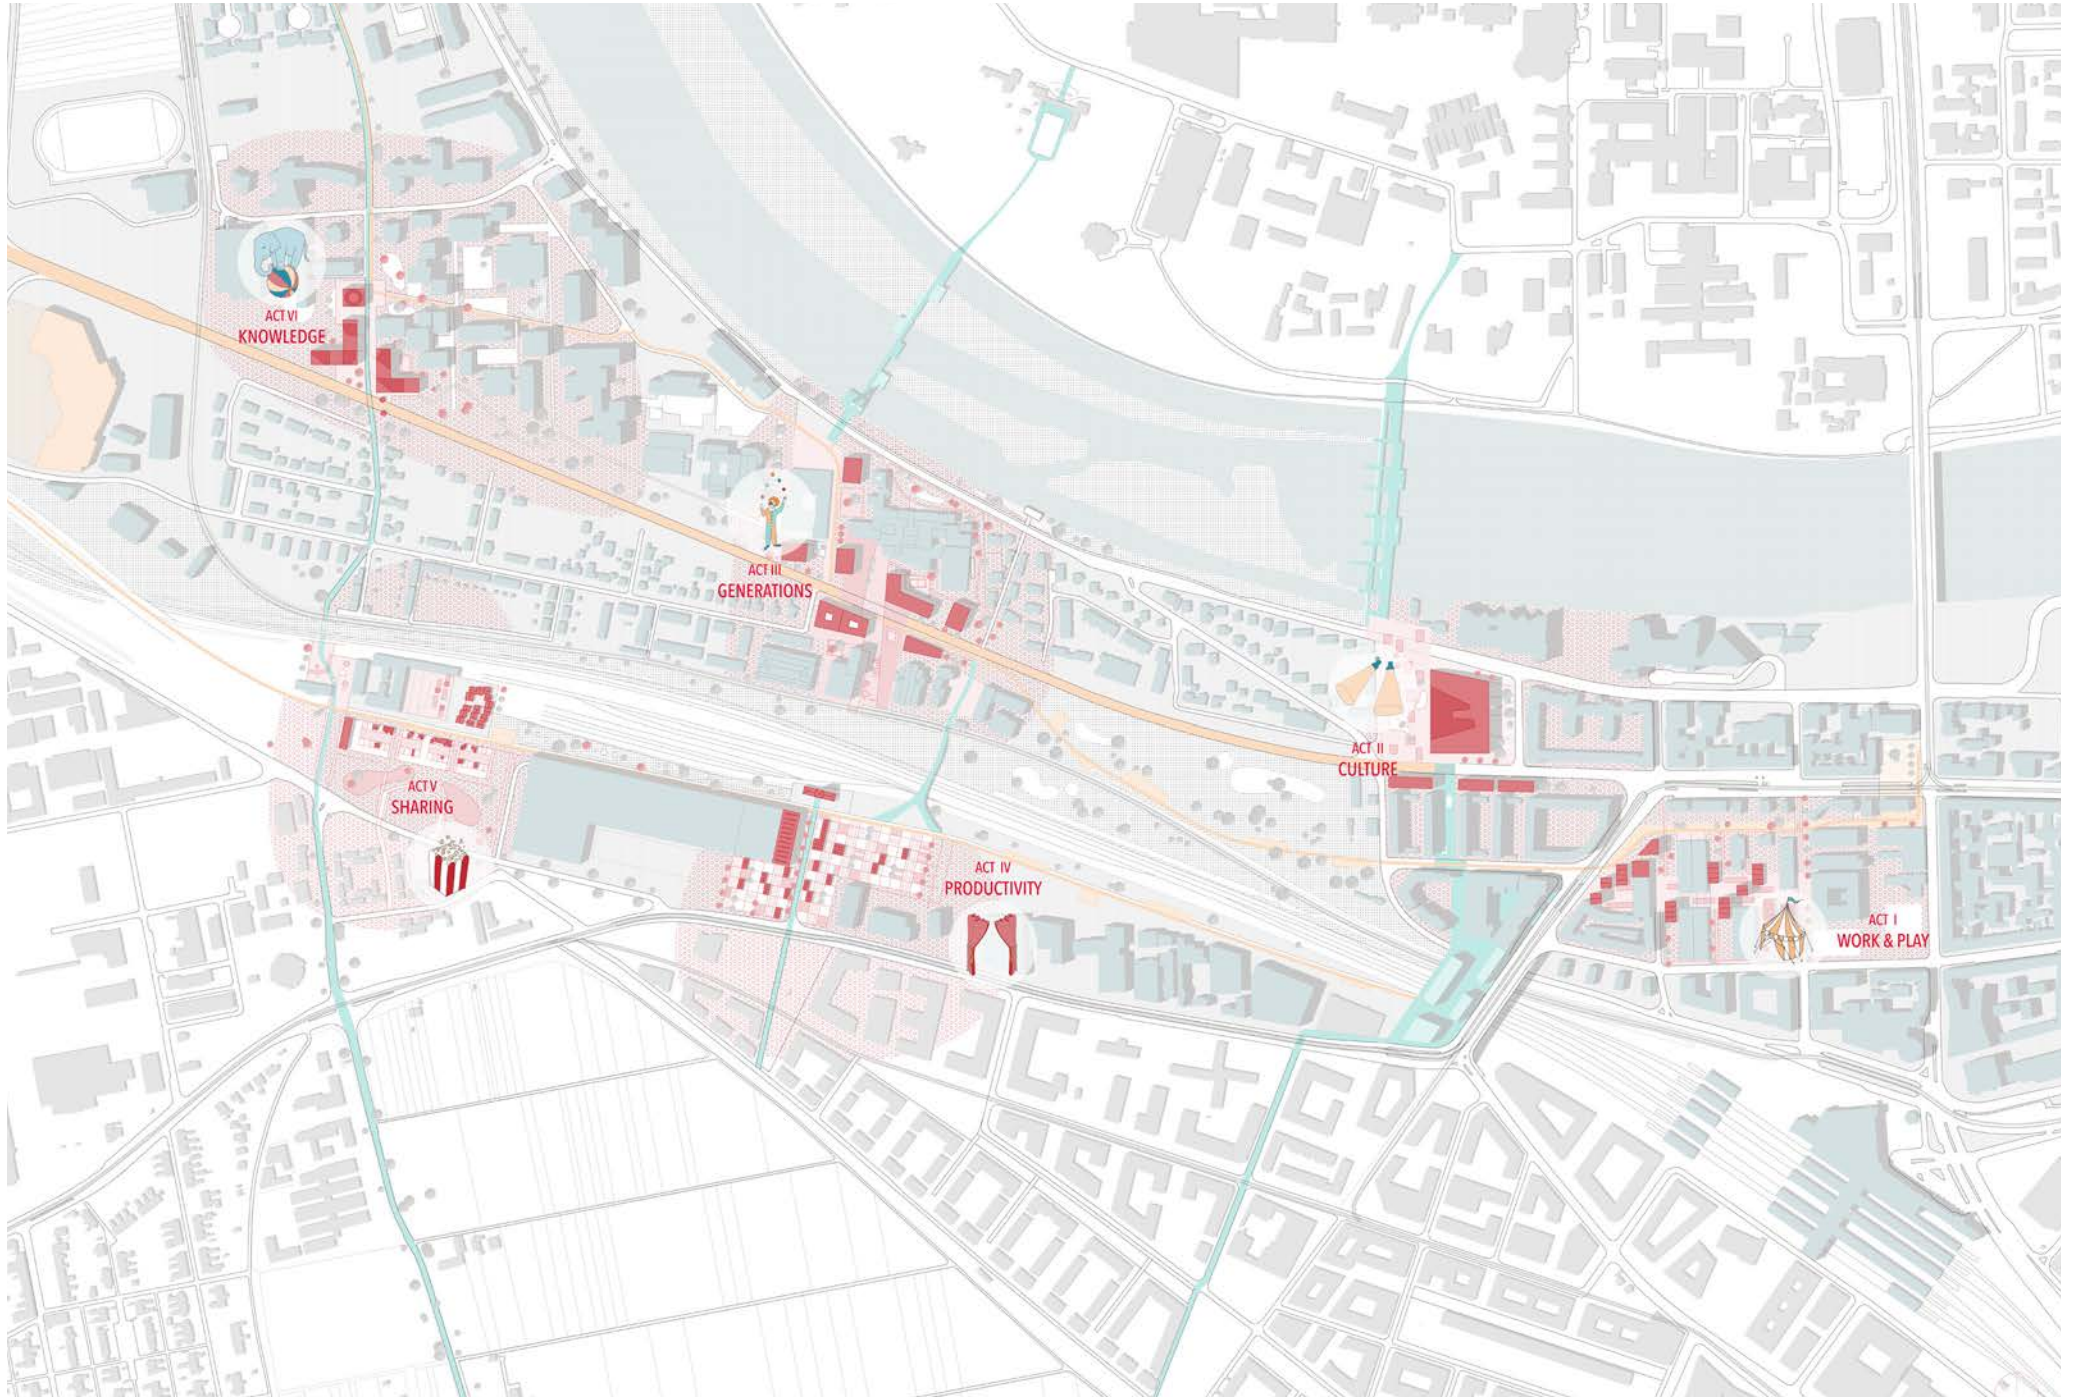 ACT VI
KNOWLEDGE
ACT III
GENERATIONS
ACT II
CULTURE
ACT V
SHARING
ACT IV
PRODUCTIVITY
ACT I
WORK & PLAY